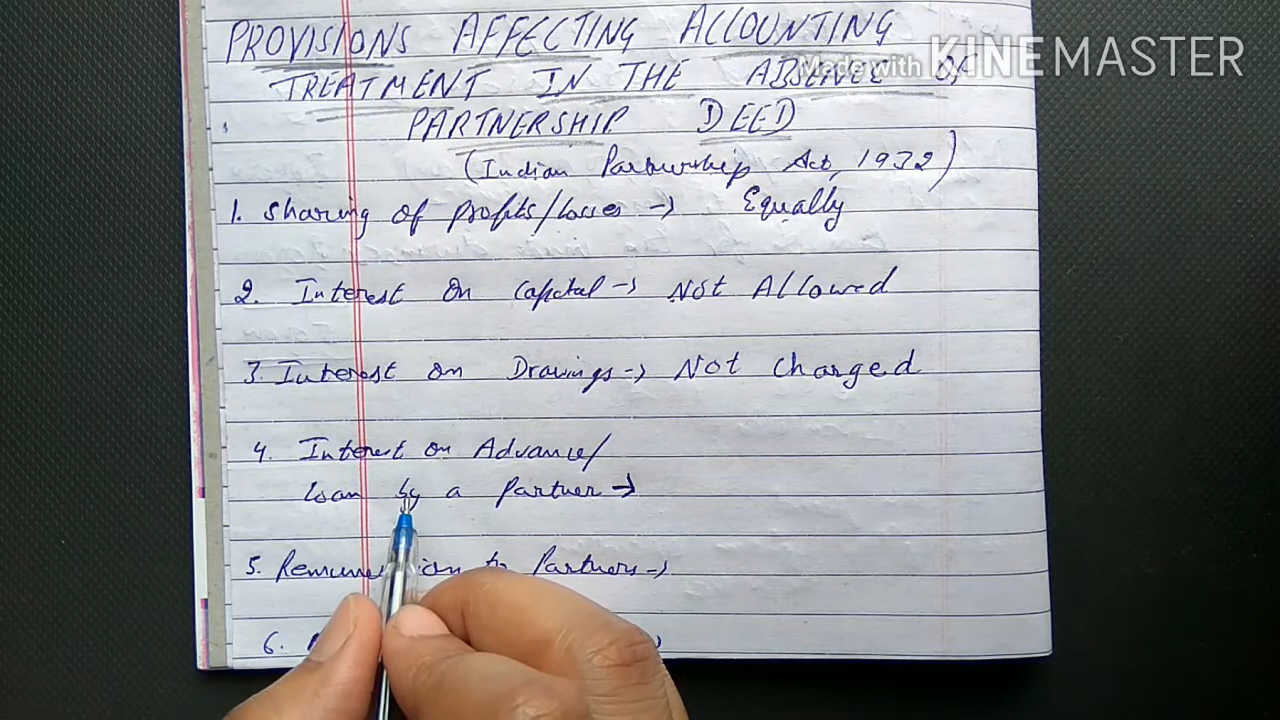 PROVISIONS AFFECTING ACCOUNTING
Made with KINEMASTER
TREATMENT IN THE ABSENCE OF
PARTNERSHIP DEED
(Indian Partnership Act, 1932)
1. Sharing of Profits/Losses → Equally
2. Interest on Capital → Not Allowed
3. Interest on Drawings → Not Charged
4. Interest on Advance/
Loan by a Partner →
5. to Partners →
6.